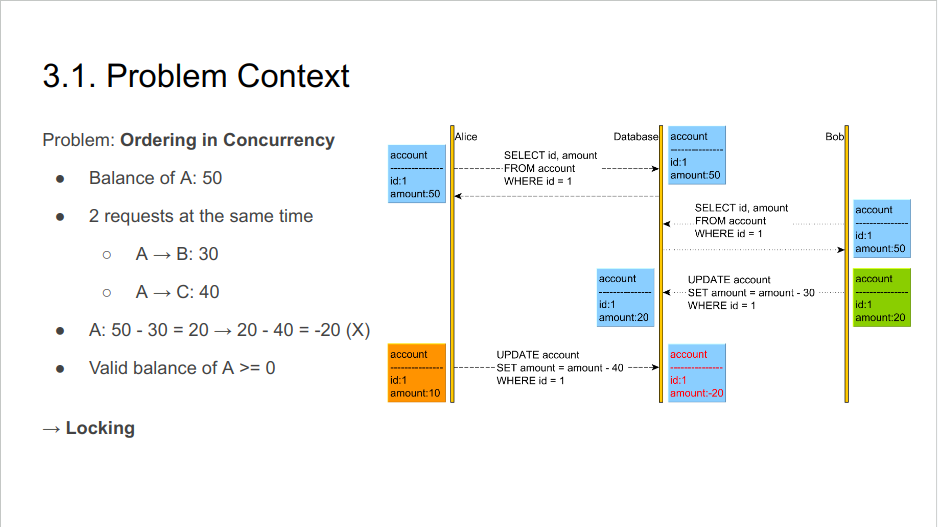 3.1. Problem Context
Problem: Ordering in Concurrency
● Balance of A: 50
● 2 requests at the same time
○ A → B: 30
○ A → C: 40
● A: 50 - 30 = 20 → 20 - 40 = -20 (X)
● Valid balance of A >= 0
→ Locking
Alice
Database
Bob
account
---------------
id:1
amount:50
SELECT id, amount
FROM account
WHERE id = 1
account
---------------
id:1
amount:50
SELECT id, amount
FROM account
WHERE id = 1
account
---------------
id:1
amount:50
account
---------------
id:1
amount:20
UPDATE account
SET amount = amount - 30
WHERE id = 1
account
---------------
id:1
amount:20
account
---------------
id:1
amount:10
UPDATE account
SET amount = amount - 40
WHERE id = 1
account
---------------
id:1
amount:-20